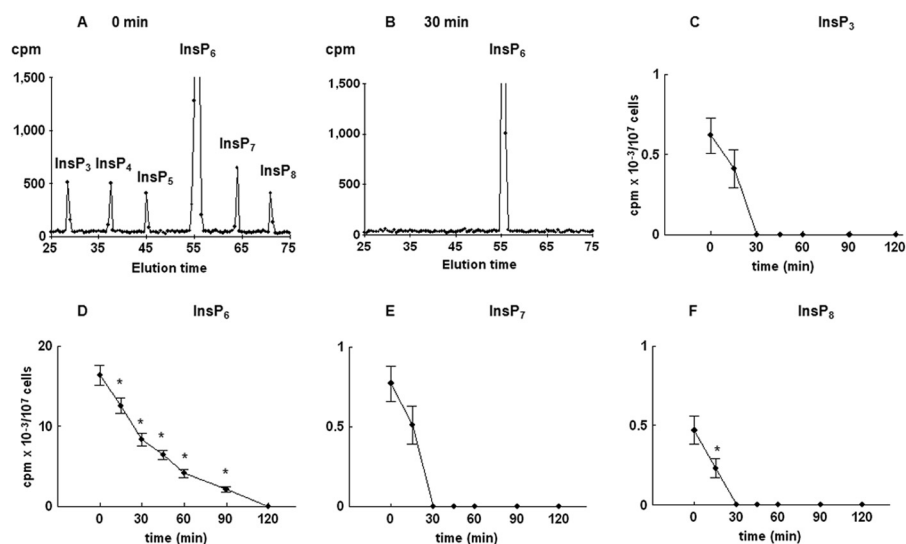 A 0 min
cpm
InsP₆
1,500
1,000
500
0
InsP₃
InsP₄
InsP₅
InsP₇
InsP₈
25 35 45 55 65 75
Elution time
B 30 min
cpm
InsP₆
1,500
1,000
500
0
25 35 45 55 65 75
Elution time
C InsP₃
cpm x 10⁻³/10⁷ cells
1
0.5
0
0 30 60 90 120
time (min)
D InsP₆
cpm x 10⁻³/10⁷ cells
20
10
0
* * * * *
0 30 60 90 120
time (min)
E InsP₇
1
0.5
0
0 30 60 90 120
time (min)
F InsP₈
1
0.5
0
*
0 30 60 90 120
time (min)